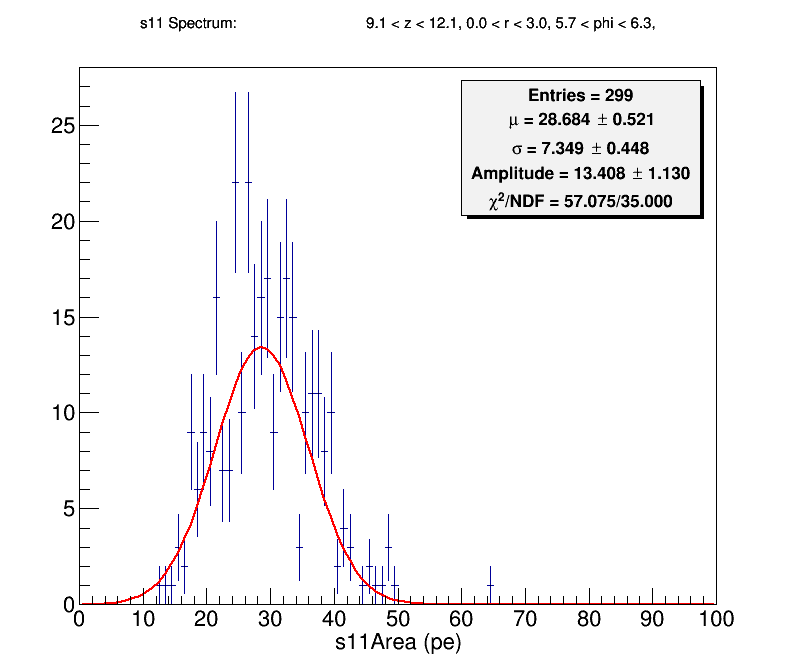 s11 Spectrum: 9.1 < z < 12.1, 0.0 < r < 3.0, 5.7 < phi < 6.3,
Entries = 299
μ = 28.684 ± 0.521
σ = 7.349 ± 0.448
Amplitude = 13.408 ± 1.130
χ²/NDF = 57.075/35.000
25
20
15
10
5
0
0 10 20 30 40 50 60 70 80 90 100
s11Area (pe)